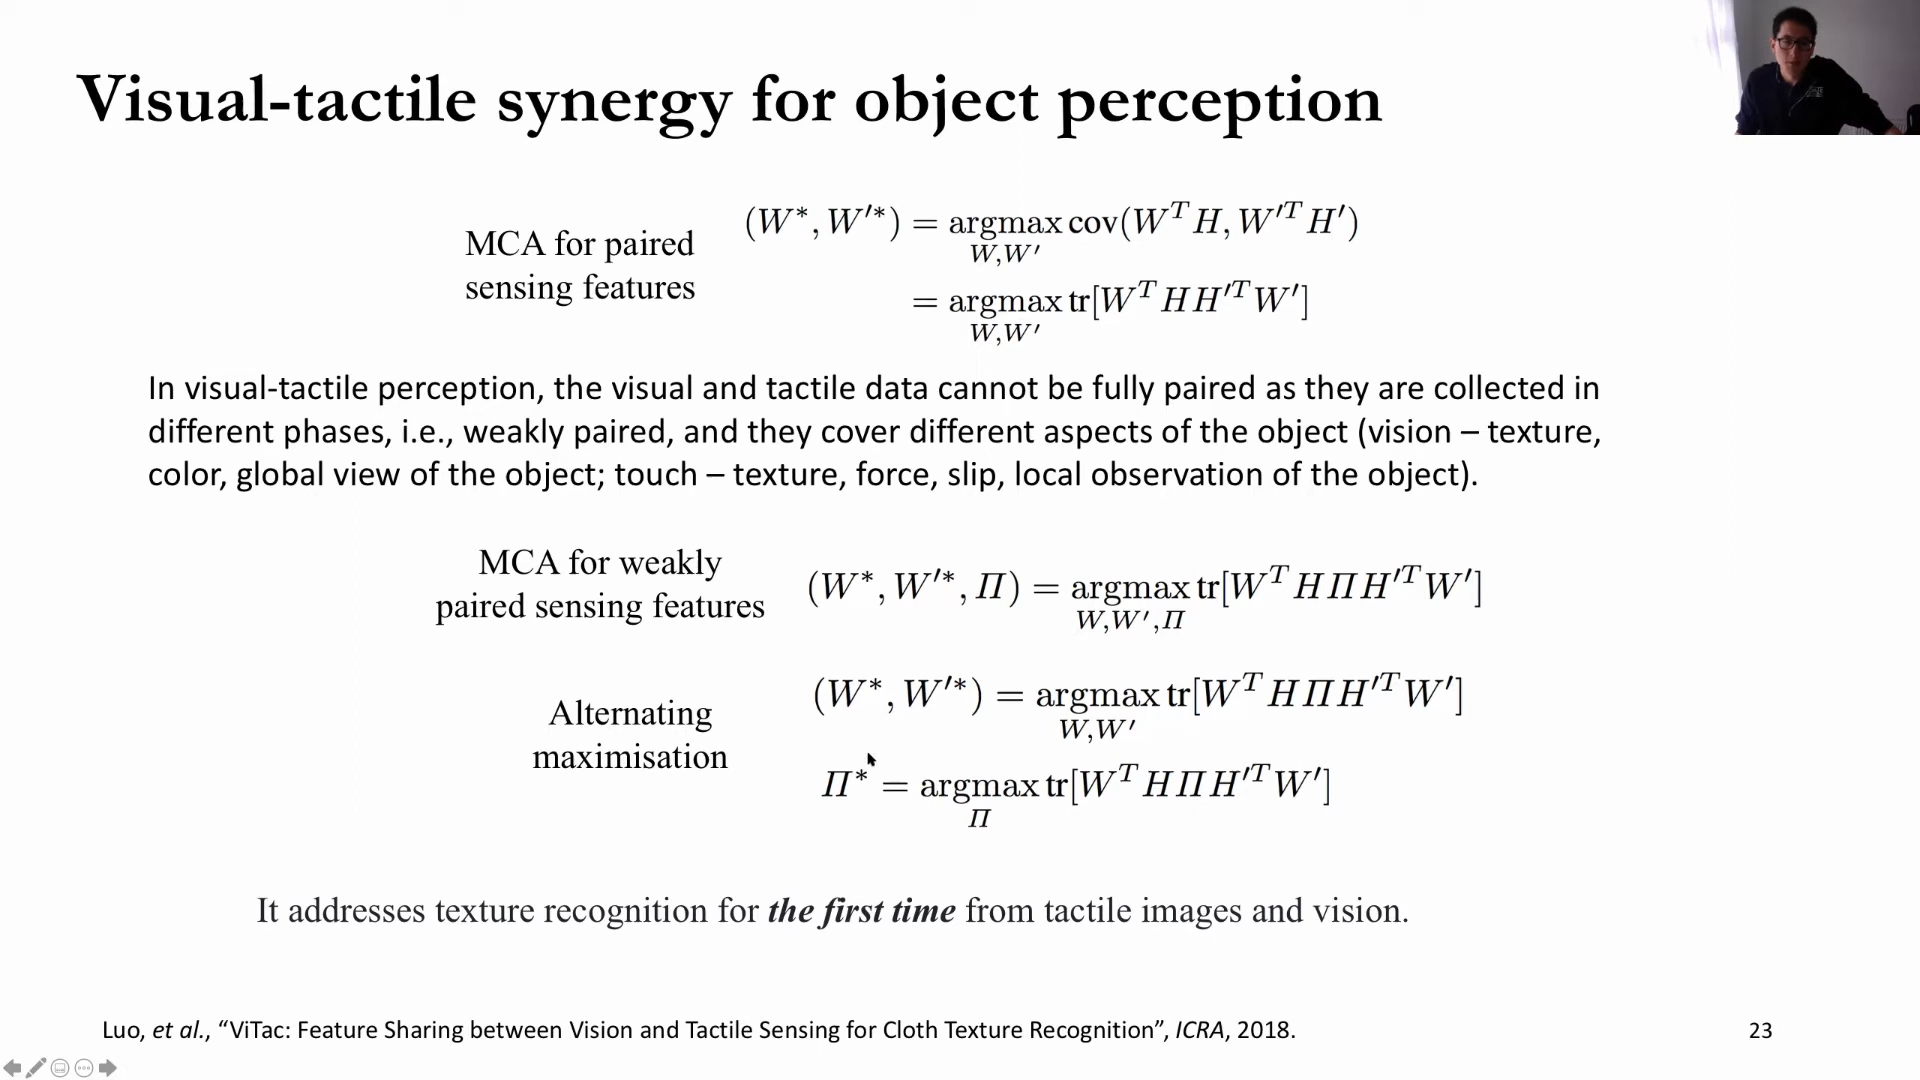 Visual-tactile synergy for object perception
MCA for paired
sensing features
(W*, W′*) = argmax cov(Wᵀ H, W′ᵀ H′)
W,W′
= argmax tr[Wᵀ H H′ᵀ W′]
W,W′
In visual-tactile perception, the visual and tactile data cannot be fully paired as they are collected in
different phases, i.e., weakly paired, and they cover different aspects of the object (vision – texture,
color, global view of the object; touch – texture, force, slip, local observation of the object).
MCA for weakly
paired sensing features
(W*, W′*, Π) = argmax tr[Wᵀ H Π H′ᵀ W′]
W,W′,Π
Alternating
maximisation
(W*, W′*) = argmax tr[Wᵀ H Π H′ᵀ W′]
W,W′
Π* = argmax tr[Wᵀ H Π H′ᵀ W′]
Π
It addresses texture recognition for the first time from tactile images and vision.
Luo, et al., “ViTac: Feature Sharing between Vision and Tactile Sensing for Cloth Texture Recognition”, ICRA, 2018.
23